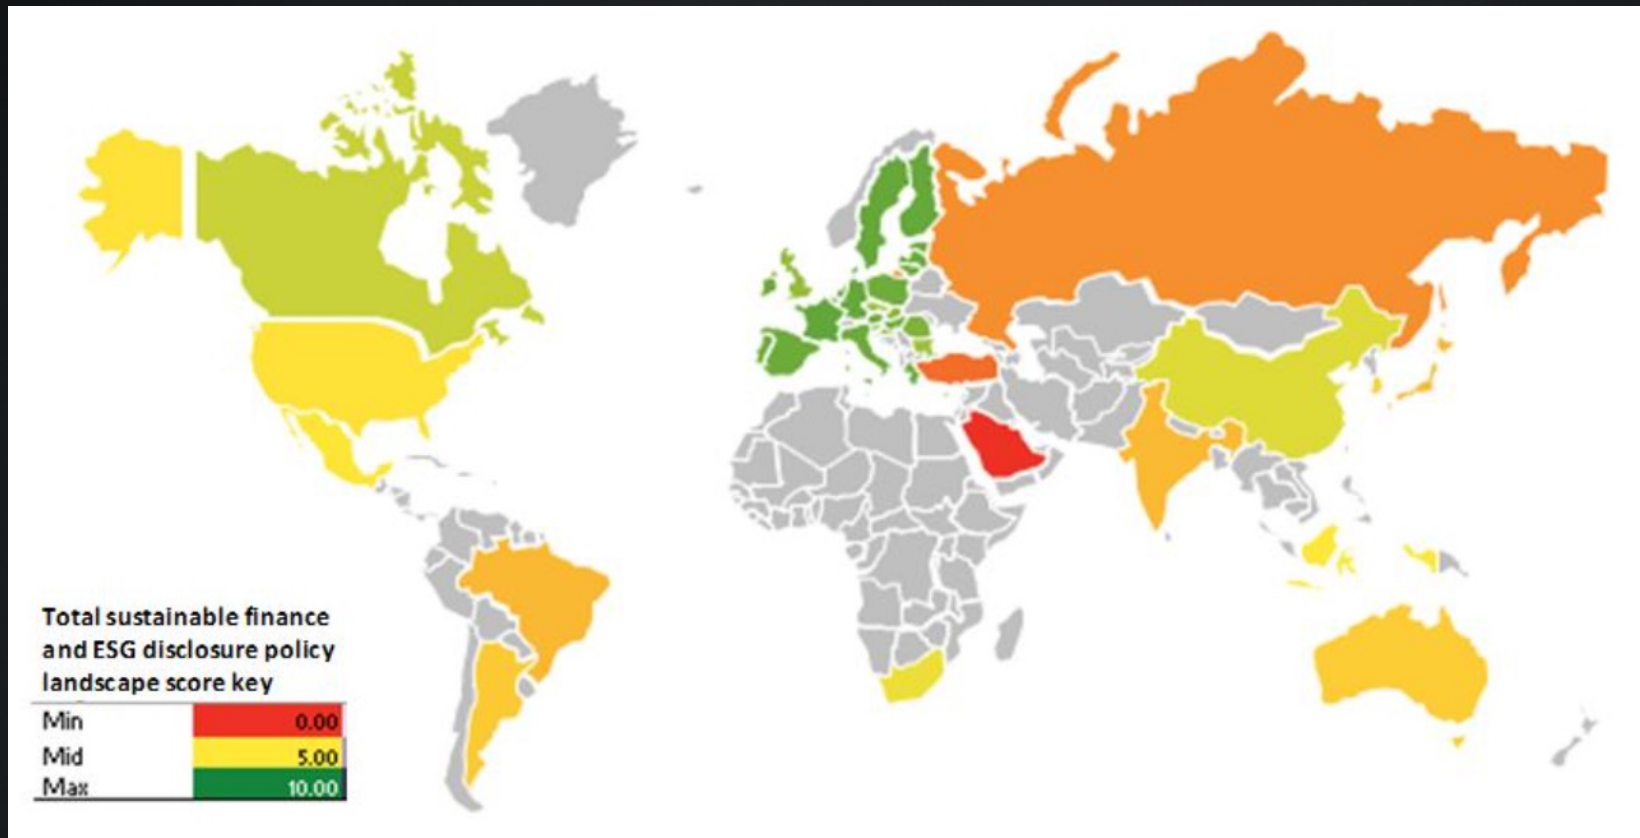 Total sustainable finance
and ESG disclosure policy
landscape score key
Min 0.00
Mid 5.00
Max 10.00